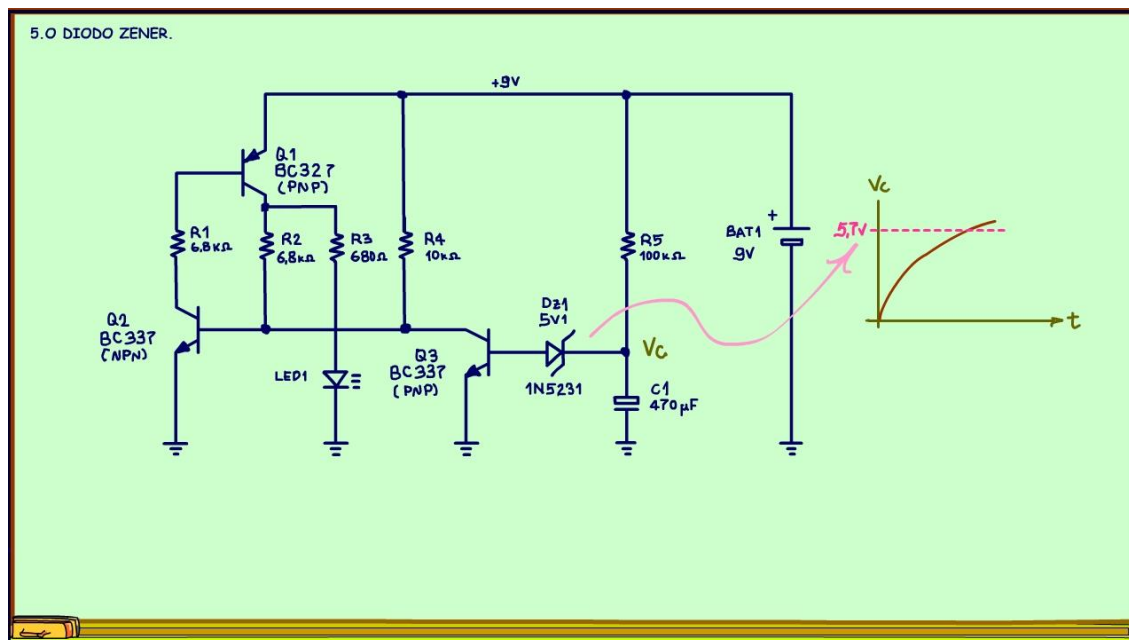 5.O DIODO ZENER.
+9V
Q1
BC327
(PNP)
R1
6,8kΩ
R2
6,8kΩ
R3
680Ω
R4
10kΩ
R5
100kΩ
BAT1
9V
+
Vc
5,7V
t
Q2
BC337
(NPN)
Q3
BC337
(PNP)
LED1
DZ1
5V1
1N5231
Vc
C1
470µF